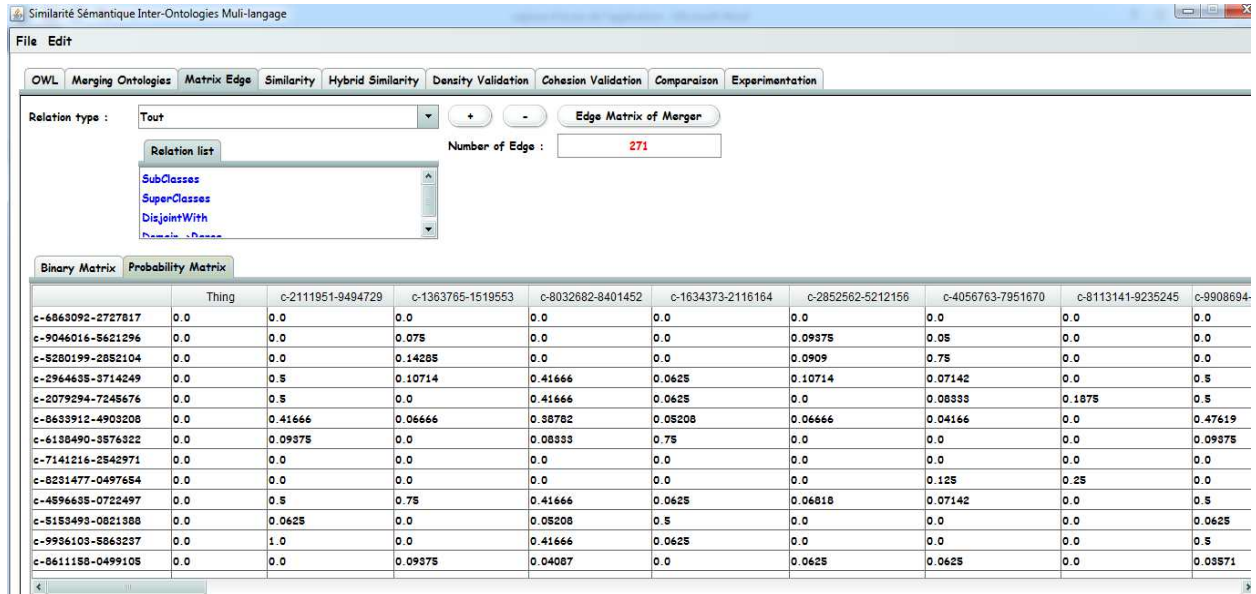 Similarité Sémantique Inter-Ontologies Muli-langage
File Edit
OWL Merging Ontologies Matrix Edge Similarity Hybrid Similarity Density Validation Cohesion Validation Comparaison Experimentation
Relation type : Tout + - Edge Matrix of Merger
Relation list Number of Edge : 271
SubClasses
SuperClasses
DisjointWith
Binary Matrix Probability Matrix
Thing c-2111951-9494729 c-1363765-1519553 c-8032682-8401452 c-1634373-2116164 c-2852562-5212156 c-4056763-7951670 c-8113141-9235245 c-9908694-
c-6863092-2727817 0.0 0.0 0.0 0.0 0.0 0.0 0.0 0.0 0.0
c-9046016-5621296 0.0 0.0 0.075 0.0 0.0 0.09375 0.05 0.0 0.0
c-5280199-2852104 0.0 0.0 0.14285 0.0 0.0 0.0909 0.75 0.0 0.0
c-2964635-3714249 0.0 0.5 0.10714 0.41666 0.0625 0.10714 0.07142 0.0 0.5
c-2079294-7245676 0.0 0.5 0.0 0.41666 0.0625 0.0 0.08333 0.1875 0.5
c-8633912-4903208 0.0 0.41666 0.06666 0.38782 0.05208 0.06666 0.04166 0.0 0.47619
c-6138490-3576322 0.0 0.09375 0.0 0.08333 0.75 0.0 0.0 0.0 0.09375
c-7141216-2542971 0.0 0.0 0.0 0.0 0.0 0.0 0.0 0.0 0.0
c-8231477-0497654 0.0 0.0 0.0 0.0 0.0 0.0 0.125 0.25 0.0
c-4596635-0722497 0.0 0.5 0.75 0.41666 0.0625 0.06818 0.07142 0.0 0.5
c-5153493-0821388 0.0 0.0625 0.0 0.05208 0.5 0.0 0.0 0.0 0.0625
c-9936103-5863237 0.0 1.0 0.0 0.41666 0.0625 0.0 0.0 0.0 0.5
c-8611158-0499105 0.0 0.0 0.09375 0.04087 0.0 0.0625 0.0625 0.0 0.03571